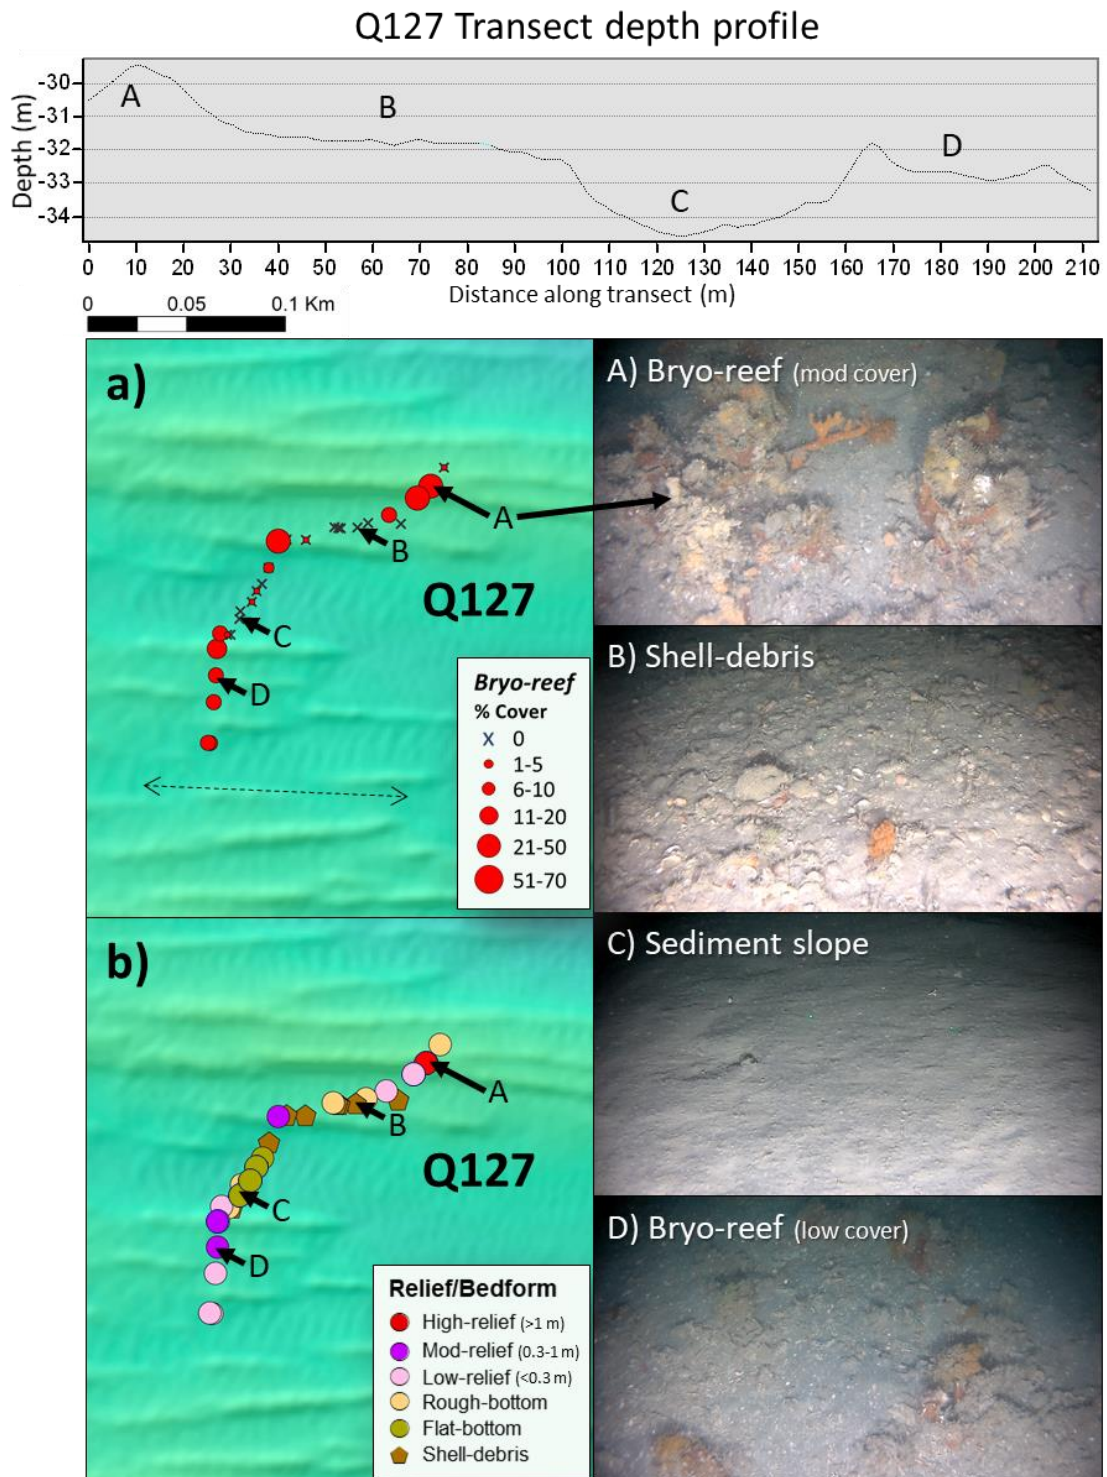 Q127 Transect depth profile
Depth (m)
-30
-31
-32
-33
-34
A
B
C
D
0 10 20 30 40 50 60 70 80 90 100 110 120 130 140 150 160 170 180 190 200 210
Distance along transect (m)
0 0.05 0.1 Km
a)
A
B
Q127
C
D
Bryo-reef
% Cover
0
1-5
6-10
11-20
21-50
51-70
A) Bryo-reef (mod cover)
B) Shell-debris
b)
A
B
Q127
C
D
Relief/Bedform
High-relief (>1 m)
Mod-relief (0.3-1 m)
Low-relief (<0.3 m)
Rough-bottom
Flat-bottom
Shell-debris
C) Sediment slope
D) Bryo-reef (low cover)